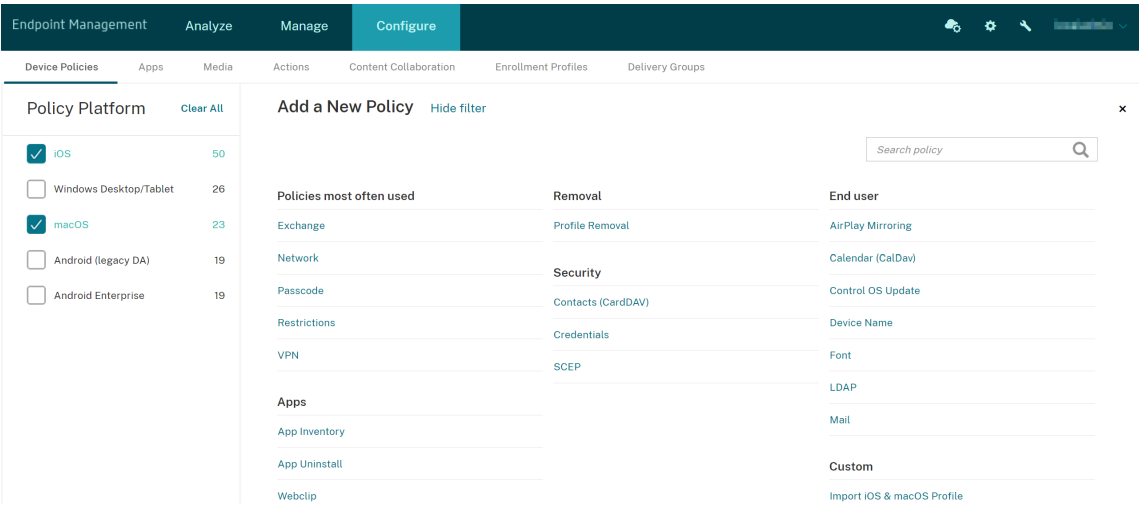 Endpoint Management
Analyze
Manage
Configure
Device Policies
Apps
Media
Actions
Content Collaboration
Enrollment Profiles
Delivery Groups
Policy Platform
Clear All
iOS 50
Windows Desktop/Tablet 26
macOS 23
Android (legacy DA) 19
Android Enterprise 19
Add a New Policy
Hide filter
Search policy
Policies most often used
Exchange
Network
Passcode
Restrictions
VPN
Apps
App Inventory
App Uninstall
Webclip
Removal
Profile Removal
Security
Contacts (CardDAV)
Credentials
SCEP
End user
AirPlay Mirroring
Calendar (CalDav)
Control OS Update
Device Name
Font
LDAP
Mail
Custom
Import iOS & macOS Profile